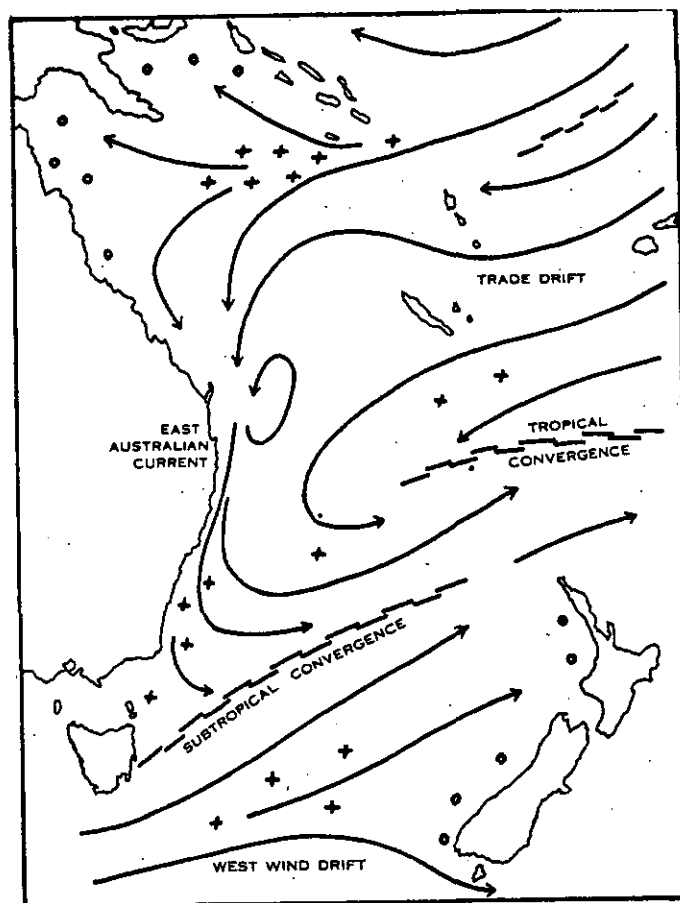 TRADE DRIFT
EAST
AUSTRALIAN
CURRENT
TROPICAL
CONVERGENCE
SUBTROPICAL CONVERGENCE
WEST WIND DRIFT